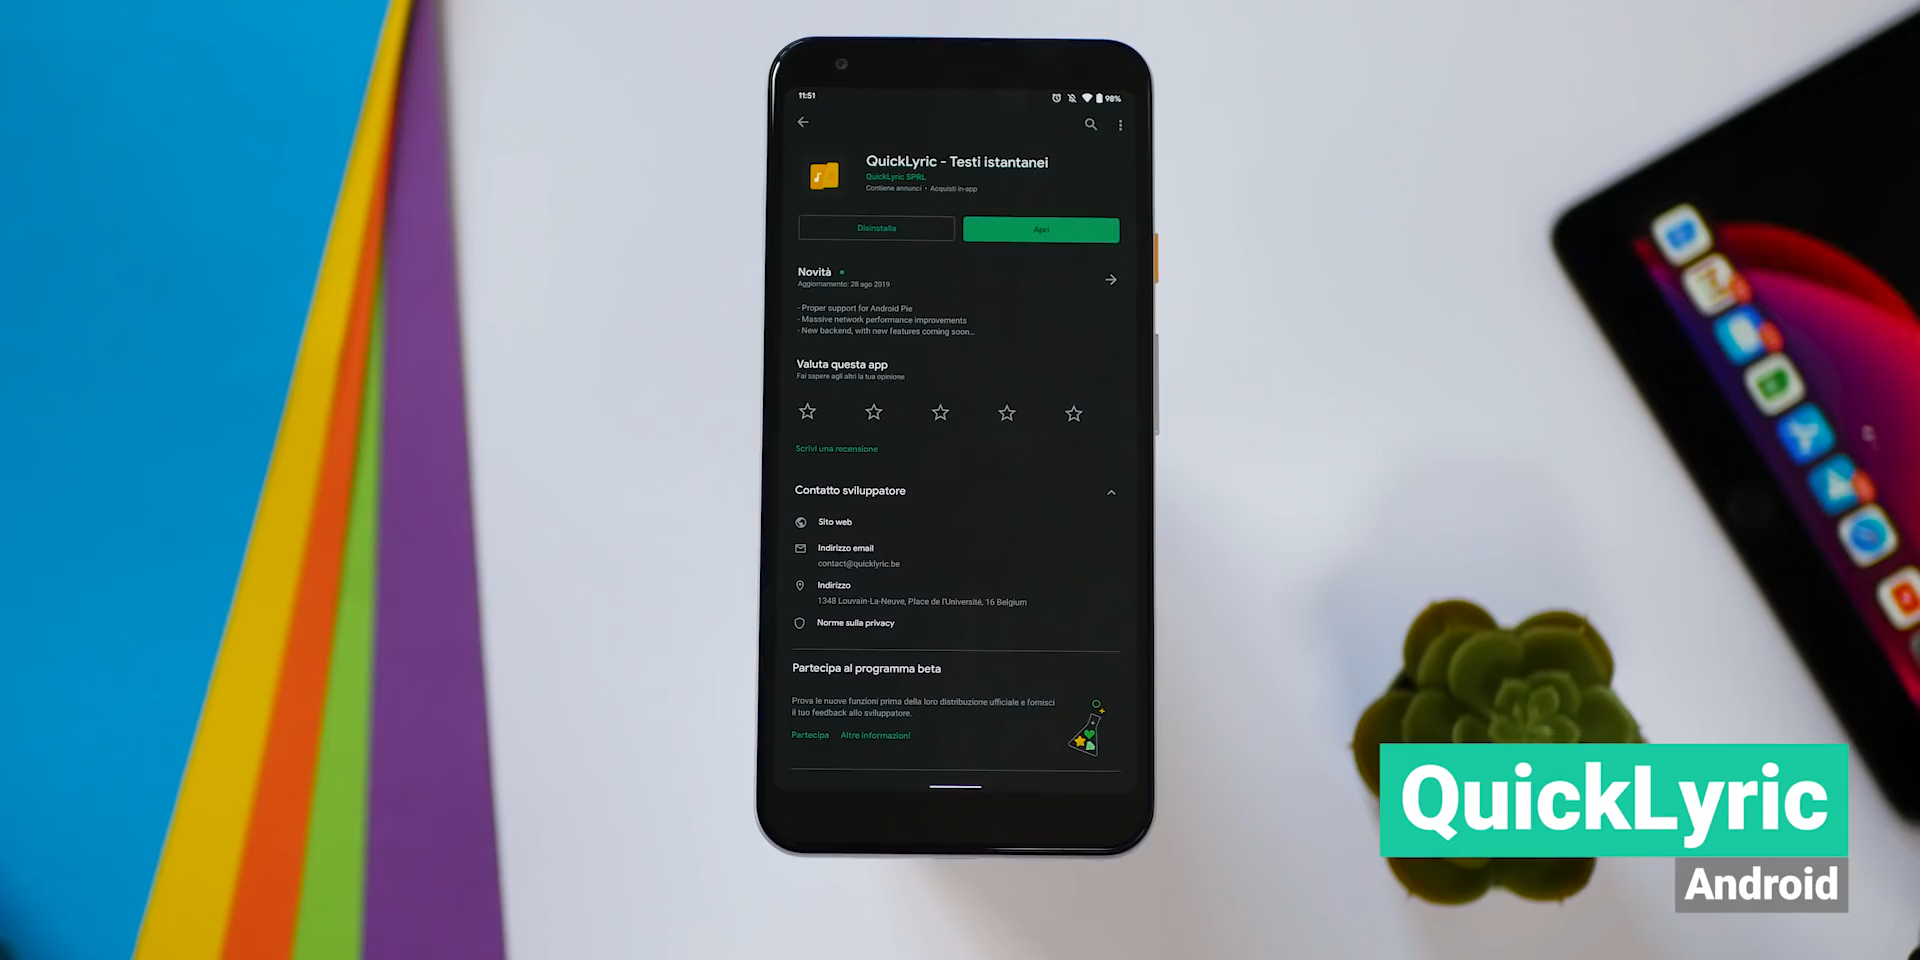 11:51
98%
QuickLyric - Testi istantanei
QuickLyric SPRL
Contiene annunci • Acquisti in-app
Disinstalla
Apri
Novità
Aggiornamento: 28 ago 2019
- Proper support for Android Pie
- Massive network performance improvements
- New backend, with new features coming soon...
Valuta questa app
Fai sapere agli altri la tua opinione
Scrivi una recensione
Contatto sviluppatore
Sito web
Indirizzo email
contact@quicklyric.be
Indirizzo
1348 Louvain-La-Neuve, Place de l'Université, 16 Belgium
Norme sulla privacy
Partecipa al programma beta
Prova le nuove funzioni prima della loro distribuzione ufficiale e fornisci
il tuo feedback allo sviluppatore.
Partecipa
Altre informazioni
QuickLyric
Android